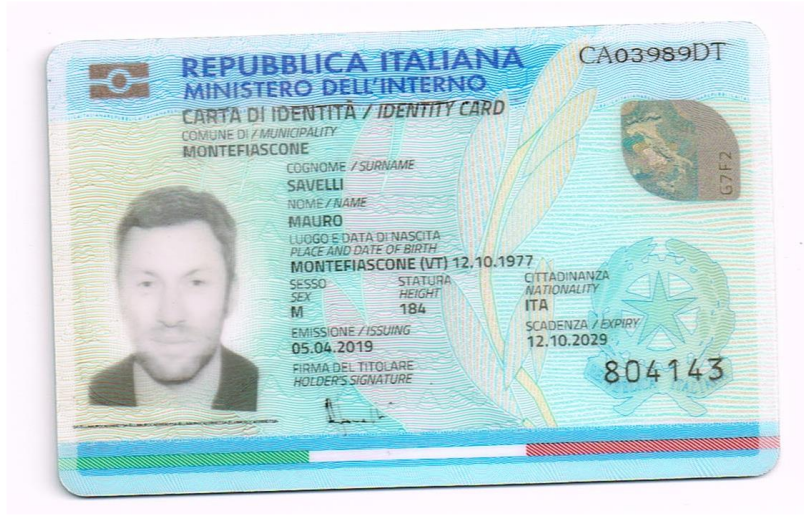 REPUBBLICA ITALIANA
CA03989DT
MINISTERO DELL'INTERNO
CARTA DI IDENTITÀ / IDENTITY CARD
COMUNE DI / MUNICIPALITY
MONTEFIASCONE
COGNOME / SURNAME
SAVELLI
NOME / NAME
MAURO
LUOGO E DATA DI NASCITA
PLACE AND DATE OF BIRTH
MONTEFIASCONE (VT) 12.10.1977
SESSO STATURA CITTADINANZA
SEX HEIGHT NATIONALITY
M 184 ITA
EMISSIONE / ISSUING SCADENZA / EXPIRY
05.04.2019 12.10.2029
FIRMA DEL TITOLARE
HOLDER'S SIGNATURE
804143
G7F2